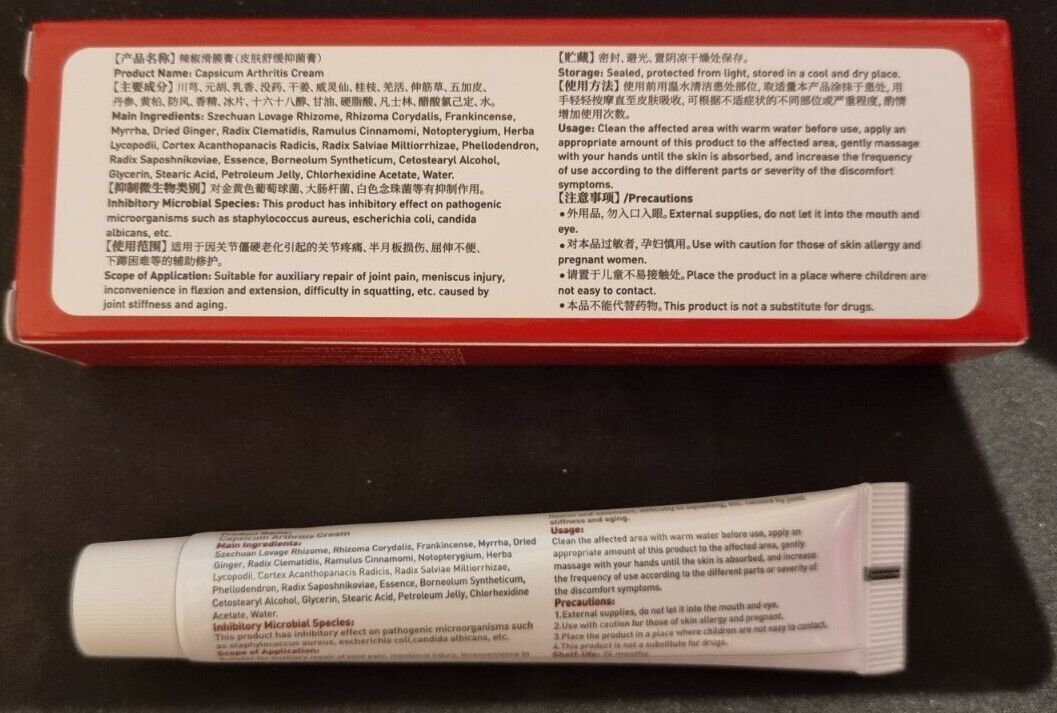 【产品名称】辣椒滑膜膏(皮肤舒缓抑菌膏)
Product Name: Capsicum Arthritis Cream
【主要成分】川芎、元胡、乳香、没药、干姜、威灵仙、桂枝、羌活、伸筋草、五加皮、
丹参、黄柏、防风、香精、冰片、十六十八醇、甘油、硬脂酸、凡士林、醋酸氯己定、水。
Main Ingredients: Szechuan Lovage Rhizome, Rhizoma Corydalis, Frankincense,
Myrrha, Dried Ginger, Radix Clematidis, Ramulus Cinnamomi, Notopterygium, Herba
Lycopodii, Cortex Acanthopanacis Radicis, Radix Salviae Miltiorrhizae, Phellodendron,
Radix Saposhnikoviae, Essence, Borneolum Syntheticum, Cetostearyl Alcohol,
Glycerin, Stearic Acid, Petroleum Jelly, Chlorhexidine Acetate, Water.
【抑制微生物类别】对金黄色葡萄球菌、大肠杆菌、白色念珠菌等有抑制作用。
Inhibitory Microbial Species: This product has inhibitory effect on pathogenic
microorganisms such as staphylococcus aureus, escherichia coli, candida
albicans, etc.
【使用范围】适用于因关节僵硬老化引起的关节疼痛、半月板损伤、屈伸不便、
下蹲困难等的辅助修护。
Scope of Application: Suitable for auxiliary repair of joint pain, meniscus injury,
inconvenience in flexion and extension, difficulty in squatting, etc. caused by
joint stiffness and aging.
【贮藏】密封、避光、置阴凉干燥处保存。
Storage: Sealed, protected from light, stored in a cool and dry place.
【使用方法】使用前用温水清洁患处部位, 取适量本产品涂抹于患处, 用
手轻轻按摩直至皮肤吸收, 可根据不适症状的不同部位或严重程度, 酌情
增加使用次数。
Usage: Clean the affected area with warm water before use, apply an
appropriate amount of this product to the affected area, gently massage
with your hands until the skin is absorbed, and increase the frequency
of use according to the different parts or severity of the discomfort
symptoms.
【注意事项】/Precautions
•外用品, 勿入口入眼。External supplies, do not let it into the mouth and
eye.
•对本品过敏者, 孕妇慎用。Use with caution for those of skin allergy and
pregnant women.
•请置于儿童不易接触处。Place the product in a place where children are
not easy to contact.
•本品不能代替药物。This product is not a substitute for drugs.
Product Name:
Capsicum Arthritis Cream
Main Ingredients:
Szechuan Lovage Rhizome, Rhizoma Corydalis, Frankincense, Myrrha, Dried
Ginger, Radix Clematidis, Ramulus Cinnamomi, Notopterygium, Herba
Lycopodii, Cortex Acanthopanacis Radicis, Radix Salviae Miltiorrhizae,
Phellodendron, Radix Saposhnikoviae, Essence, Borneolum Syntheticum,
Cetostearyl Alcohol, Glycerin, Stearic Acid, Petroleum Jelly, Chlorhexidine
Acetate, Water.
Inhibitory Microbial Species:
This product has inhibitory effect on pathogenic microorganisms such
as staphylococcus aureus, escherichia coli,candida albicans, etc.
Scope of Application:
Suitable for auxiliary repair of joint pain, meniscus injury, inconvenience in
flexion and extension, difficulty in squatting, etc. caused by joint
stiffness and aging.
Usage:
Clean the affected area with warm water before use, apply an
appropriate amount of this product to the affected area, gently
massage with your hands until the skin is absorbed, and increase
the frequency of use according to the different parts or severity of
the discomfort symptoms.
Precautions:
1.External supplies, do not let it into the mouth and eye.
2.Use with caution for those of skin allergy and pregnant.
3.Place the product in a place where children are not easy to contact.
4.This product is not a substitute for drugs.
Shelf-life: 36 months